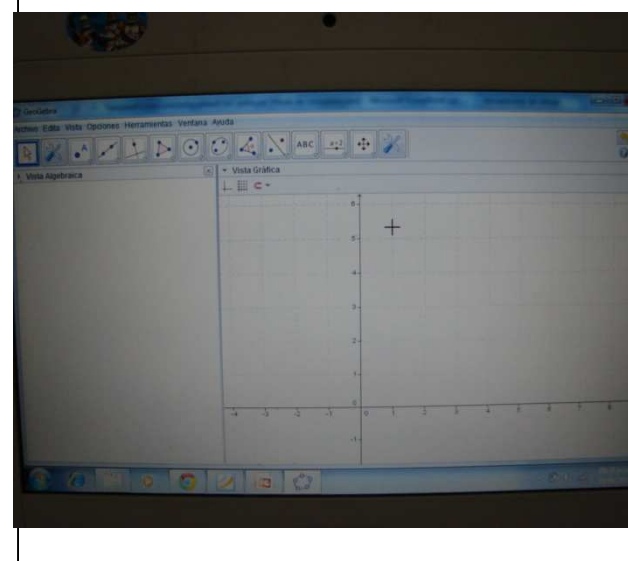 GeoGebra
Archivo Edita Vista Opciones Herramientas Ventana Ayuda
A
ABC
a=2
Vista Algebraica
Vista Gráfica
6
5
4
3
2
1
0
-4 -3 -2 -1 0 1 2 3 4 5 6 7 8
-1